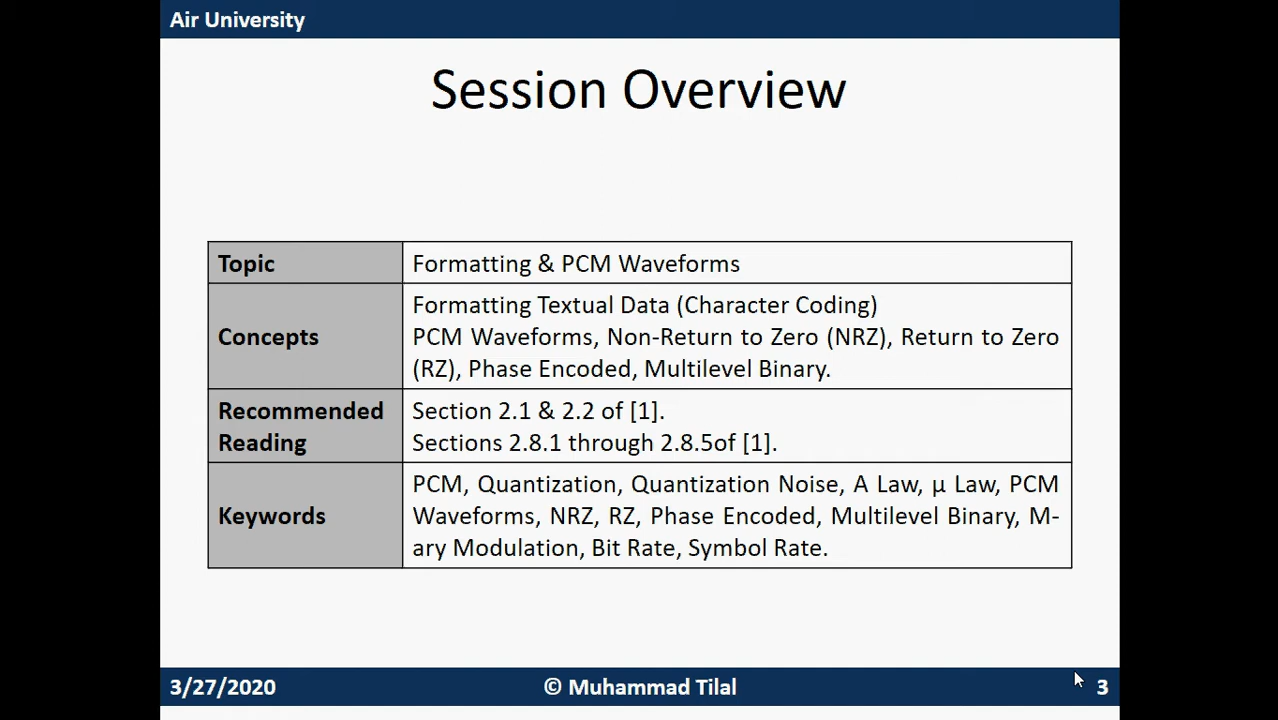 Air University
Session Overview
Topic
Formatting & PCM Waveforms
Concepts
Formatting Textual Data (Character Coding)
PCM Waveforms, Non-Return to Zero (NRZ), Return to Zero
(RZ), Phase Encoded, Multilevel Binary.
Recommended
Reading
Section 2.1 & 2.2 of [1].
Sections 2.8.1 through 2.8.5of [1].
Keywords
PCM, Quantization, Quantization Noise, A Law, µ Law, PCM
Waveforms, NRZ, RZ, Phase Encoded, Multilevel Binary, M-
ary Modulation, Bit Rate, Symbol Rate.
3/27/2020
© Muhammad Tilal
3